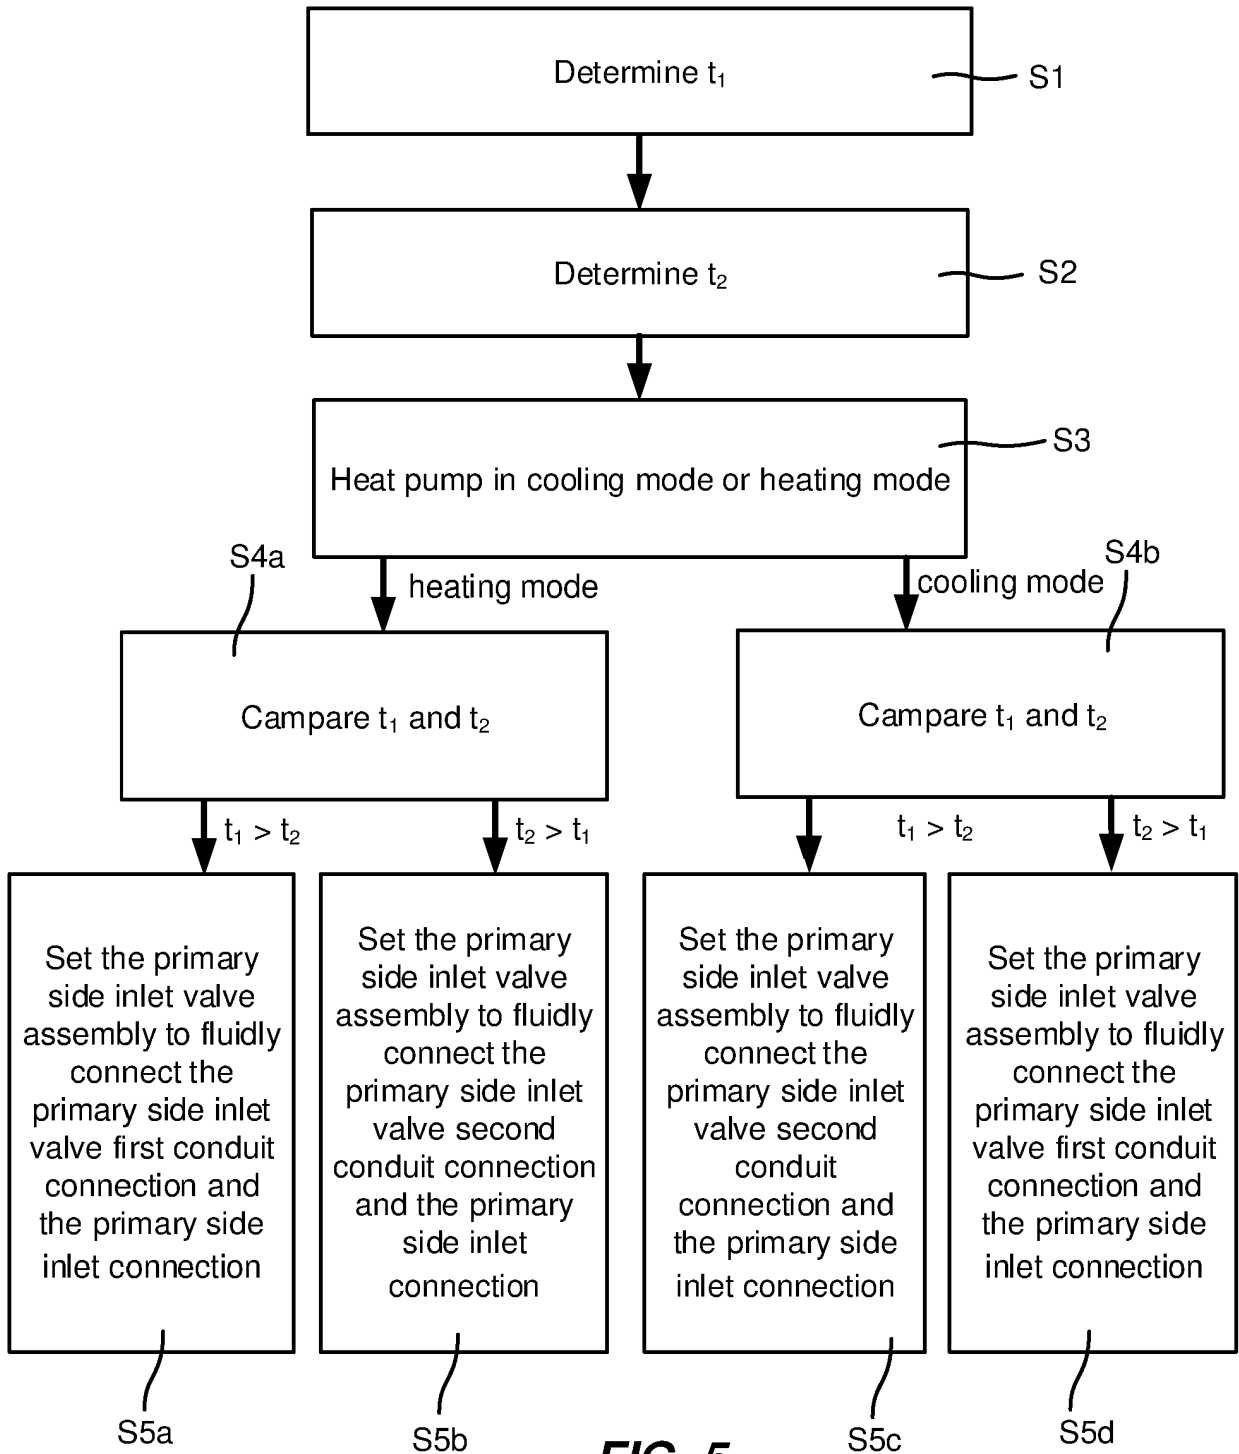 Determine t₁
S1
Determine t₂
S2
S3
Heat pump in cooling mode or heating mode
S4a
heating mode
cooling mode
S4b
Campare t₁ and t₂
Campare t₁ and t₂
t₁ > t₂
t₂ > t₁
t₁ > t₂
t₂ > t₁
Set the primary
side inlet valve
assembly to fluidly
connect the
primary side inlet
valve first conduit
connection and
the primary side
inlet connection
Set the primary
side inlet valve
assembly to fluidly
connect the
primary side inlet
valve second
conduit connection
and the primary
side inlet
connection
Set the primary
side inlet valve
assembly to fluidly
connect the
primary side inlet
valve second
conduit
connection and
the primary side
inlet connection
Set the primary
side inlet valve
assembly to fluidly
connect the
primary side inlet
valve first conduit
connection and
the primary side
inlet connection
S5a
S5b
S5c
S5d
FIG. 5